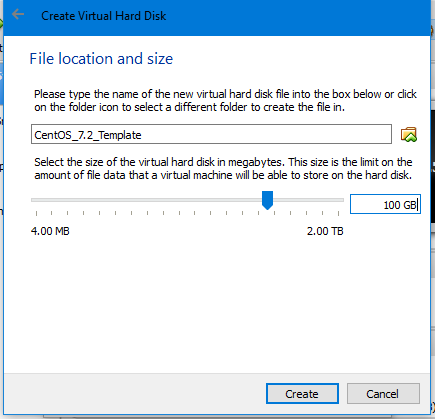 Create Virtual Hard Disk
File location and size
Please type the name of the new virtual hard disk file into the box below or click
on the folder icon to select a different folder to create the file in.
CentOS_7.2_Template
Select the size of the virtual hard disk in megabytes. This size is the limit on the
amount of file data that a virtual machine will be able to store on the hard disk.
100 GB
4.00 MB
2.00 TB
Create
Cancel